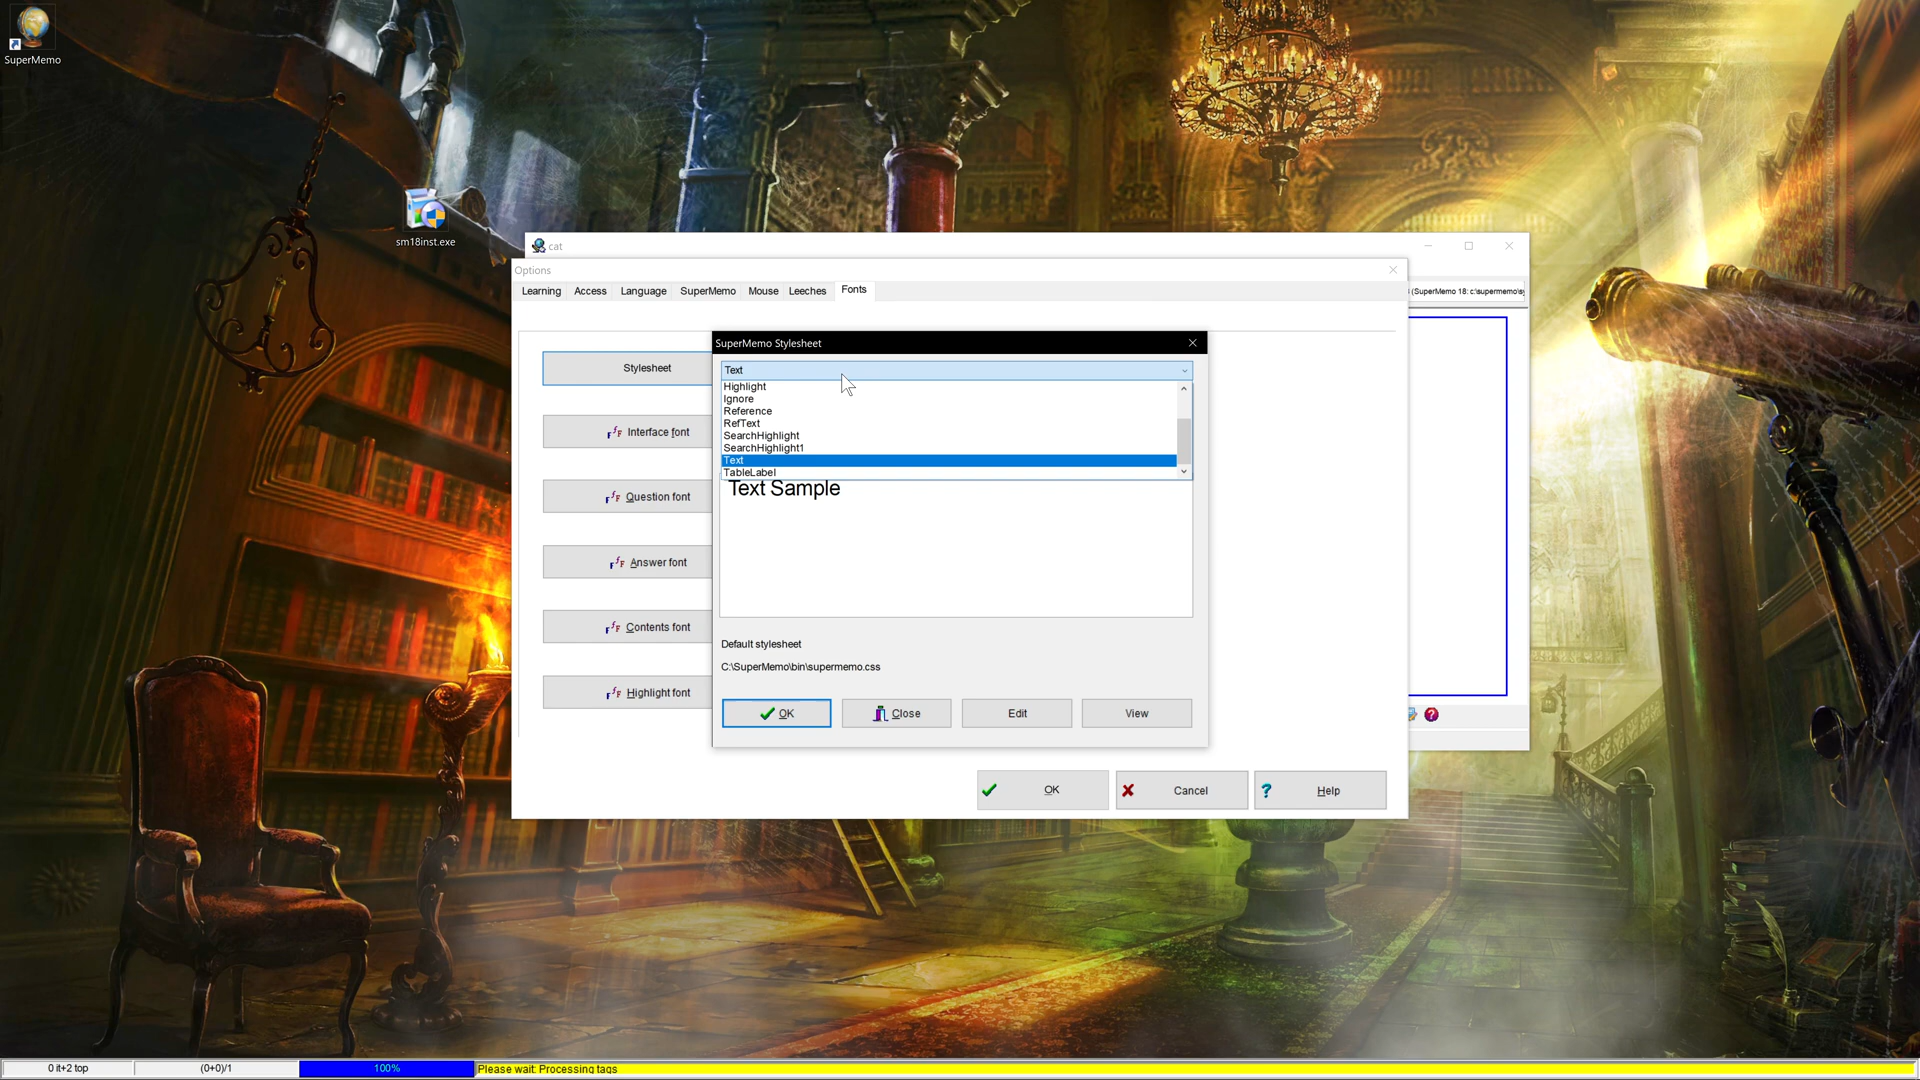 SuperMemo
sm18inst.exe
cat
Options
Learning Access Language SuperMemo Mouse Leeches Fonts
(SuperMemo 18: c:\supermemo\sy
SuperMemo Stylesheet
Stylesheet
Interface font
Question font
Answer font
Contents font
Highlight font
Text
Highlight
Ignore
Reference
RefText
SearchHighlight
SearchHighlight1
Text
TableLabel
Text Sample
Default stylesheet
C:\SuperMemo\bin\supermemo.css
OK Close Edit View
OK Cancel Help
0 it+2 top (0+0)/1 100% Please wait: Processing tags